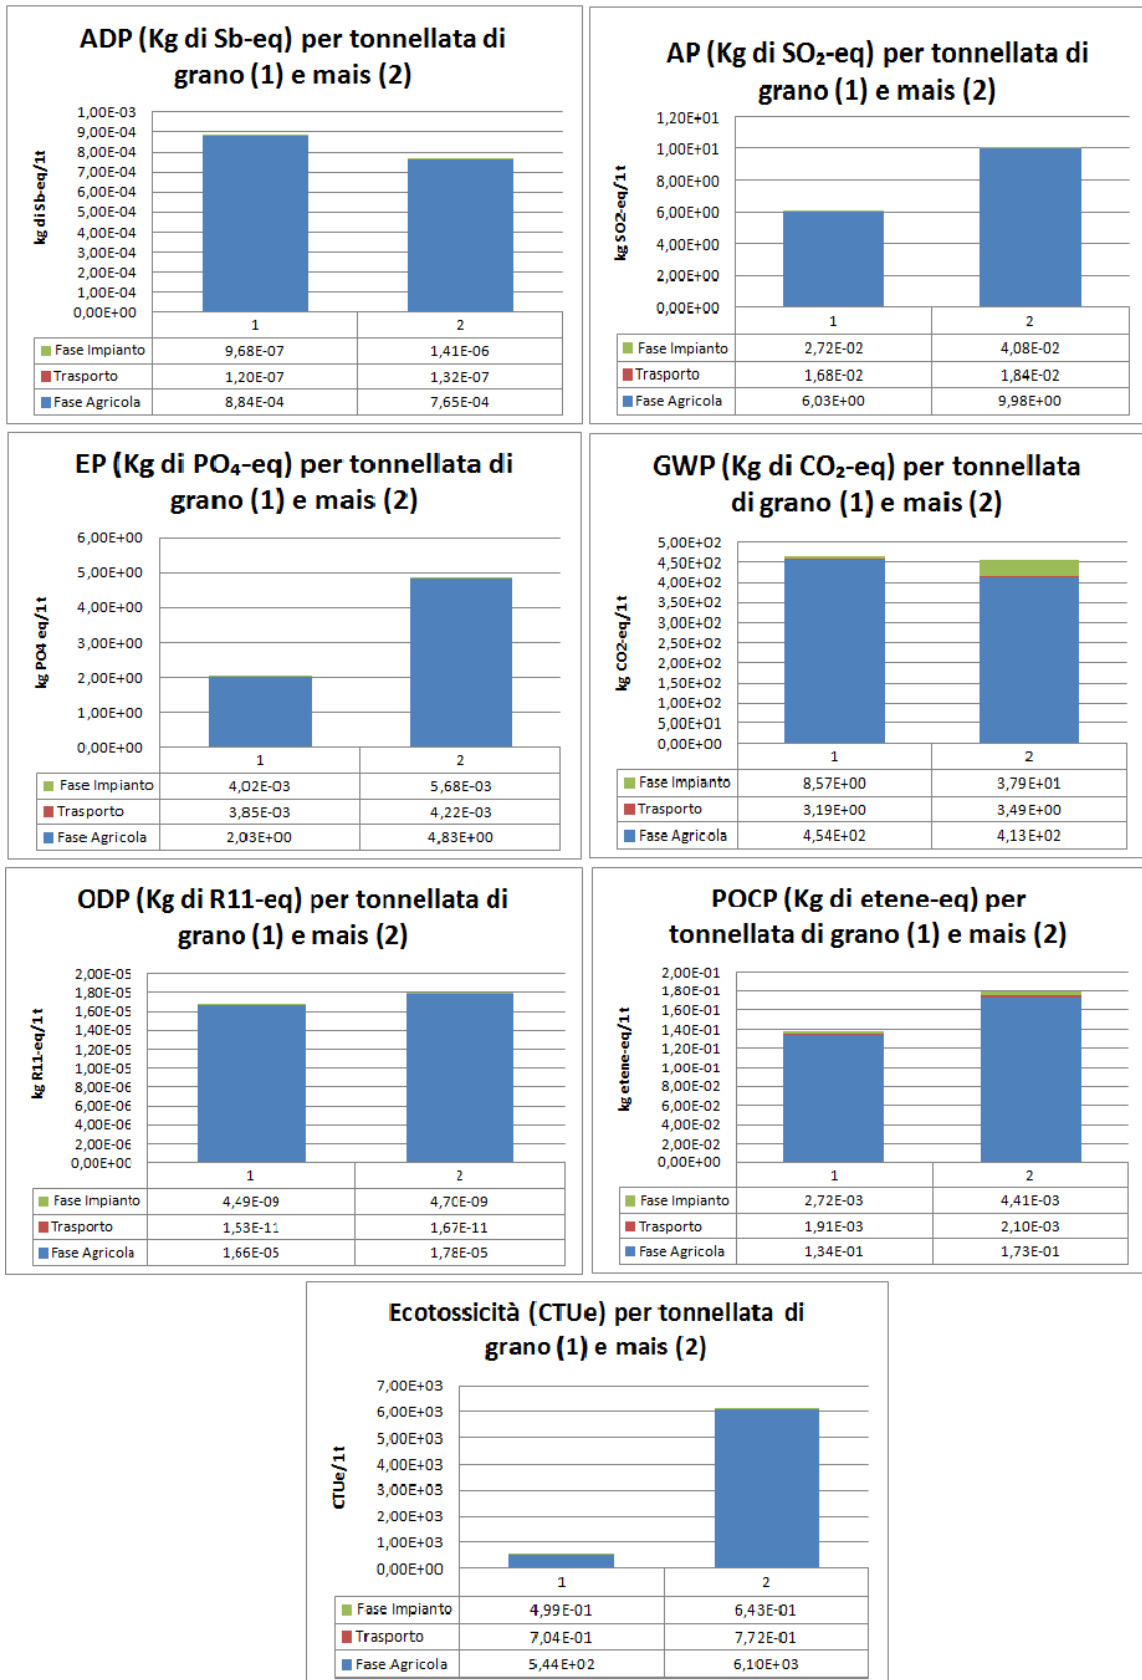 ADP (Kg di Sb-eq) per tonnellata di
grano (1) e mais (2)
kg di Sb-eq/1t
1,00E-03
9,00E-04
8,00E-04
7,00E-04
6,00E-04
5,00E-04
4,00E-04
3,00E-04
2,00E-04
1,00E-04
0,00E+00
1 2
Fase Impianto 9,68E-07 1,41E-06
Trasporto 1,20E-07 1,32E-07
Fase Agricola 8,84E-04 7,65E-04
AP (Kg di SO₂-eq) per tonnellata di
grano (1) e mais (2)
kg SO2-eq/1t
1,20E+01
1,00E+01
8,00E+00
6,00E+00
4,00E+00
2,00E+00
0,00E+00
1 2
Fase Impianto 2,72E-02 4,08E-02
Trasporto 1,68E-02 1,84E-02
Fase Agricola 6,03E+00 9,98E+00
EP (Kg di PO₄-eq) per tonnellata di
grano (1) e mais (2)
kg PO4 eq/1t
6,00E+00
5,00E+00
4,00E+00
3,00E+00
2,00E+00
1,00E+00
0,00E+00
1 2
Fase Impianto 4,02E-03 5,68E-03
Trasporto 3,85E-03 4,22E-03
Fase Agricola 2,03E+00 4,83E+00
GWP (Kg di CO₂-eq) per tonnellata
di grano (1) e mais (2)
kg CO2-eq/1t
5,00E+02
4,50E+02
4,00E+02
3,50E+02
3,00E+02
2,50E+02
2,00E+02
1,50E+02
1,00E+02
5,00E+01
0,00E+00
1 2
Fase Impianto 8,57E+00 3,79E+01
Trasporto 3,19E+00 3,49E+00
Fase Agricola 4,54E+02 4,13E+02
ODP (Kg di R11-eq) per tonnellata di
grano (1) e mais (2)
kg R11-eq/1t
2,00E-05
1,80E-05
1,60E-05
1,40E-05
1,20E-05
1,00E-05
8,00E-06
6,00E-06
4,00E-06
2,00E-06
0,00E+00
1 2
Fase Impianto 4,49E-09 4,70E-09
Trasporto 1,53E-11 1,67E-11
Fase Agricola 1,66E-05 1,78E-05
POCP (Kg di etene-eq) per
tonnellata di grano (1) e mais (2)
kg etene-eq/1t
2,00E-01
1,80E-01
1,60E-01
1,40E-01
1,20E-01
1,00E-01
8,00E-02
6,00E-02
4,00E-02
2,00E-02
0,00E+00
1 2
Fase Impianto 2,72E-03 4,41E-03
Trasporto 1,91E-03 2,10E-03
Fase Agricola 1,34E-01 1,73E-01
Ecotossicità (CTUe) per tonnellata di
grano (1) e mais (2)
CTUe/1t
7,00E+03
6,00E+03
5,00E+03
4,00E+03
3,00E+03
2,00E+03
1,00E+03
0,00E+00
1 2
Fase Impianto 4,99E-01 6,43E-01
Trasporto 7,04E-01 7,72E-01
Fase Agricola 5,44E+02 6,10E+03